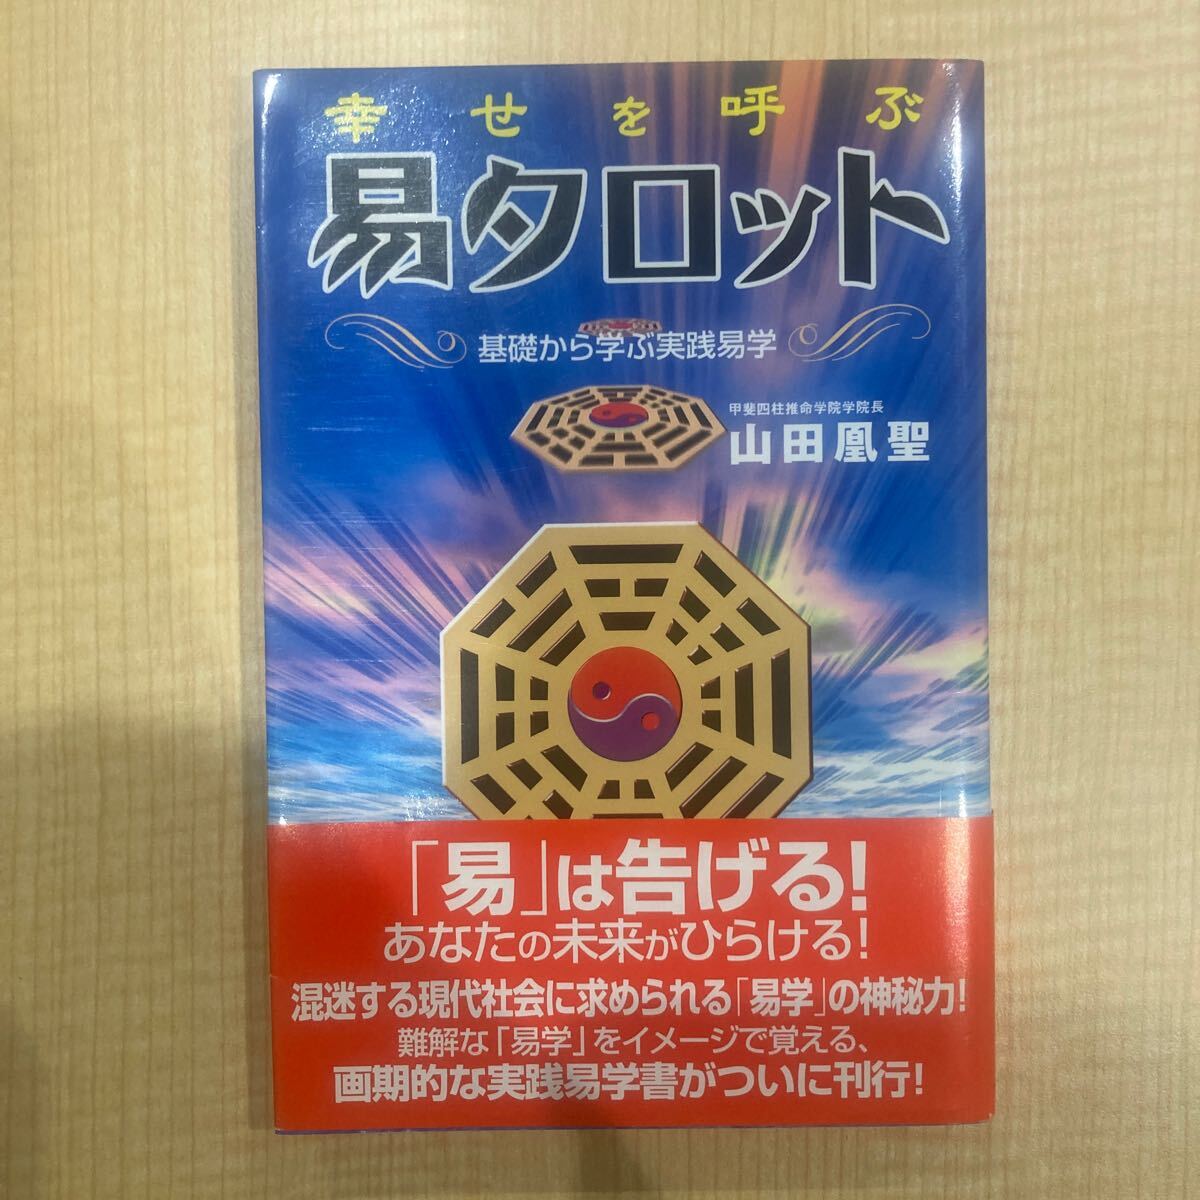 幸せを呼ぶ
易タロット
基礎から学ぶ実践易学
甲斐四柱推命学院学院長
山田凰聖
「易」は告げる!
あなたの未来がひらける!
混迷する現代社会に求められる「易学」の神秘力!
難解な「易学」をイメージで覚える、
画期的な実践易学書がついに刊行!